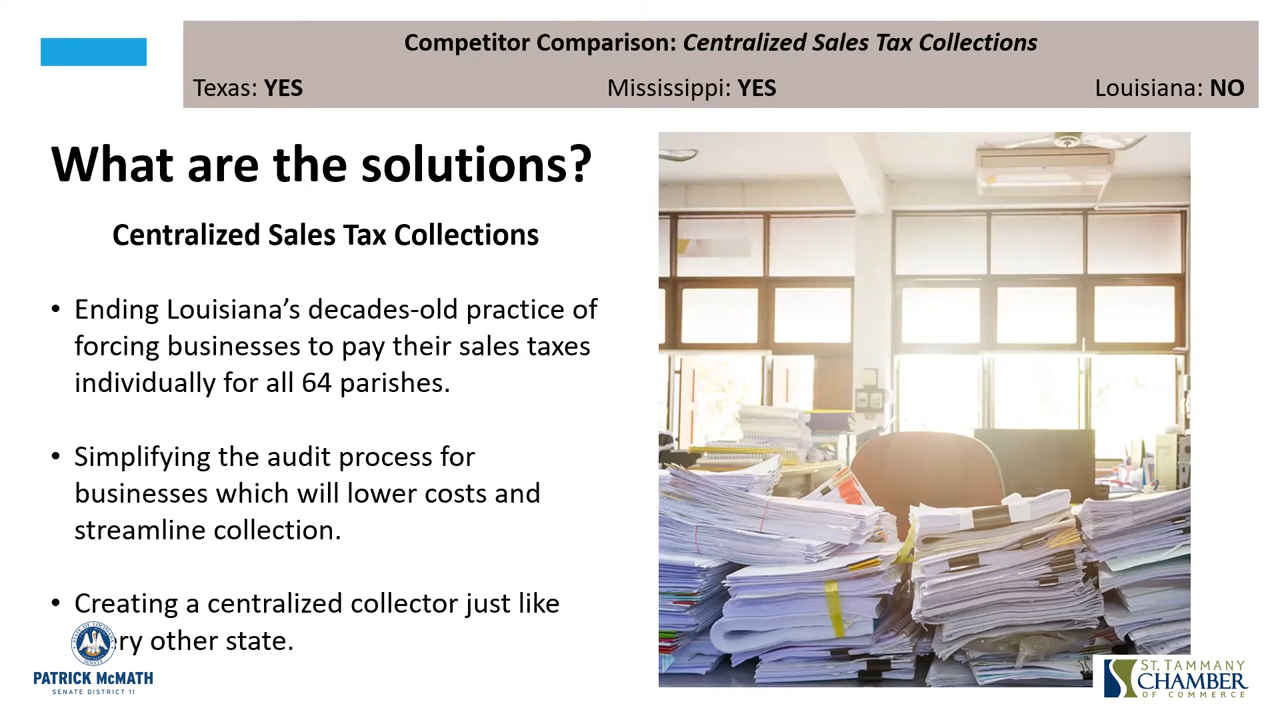 Competitor Comparison: Centralized Sales Tax Collections
Texas: YES Mississippi: YES Louisiana: NO
What are the solutions?
Centralized Sales Tax Collections
• Ending Louisiana’s decades-old practice of
forcing businesses to pay their sales taxes
individually for all 64 parishes.
• Simplifying the audit process for
businesses which will lower costs and
streamline collection.
• Creating a centralized collector just like
other state.
PATRICK McMATH
SENATE DISTRICT 11
ST. TAMMANY
CHAMBER
OF COMMERCE